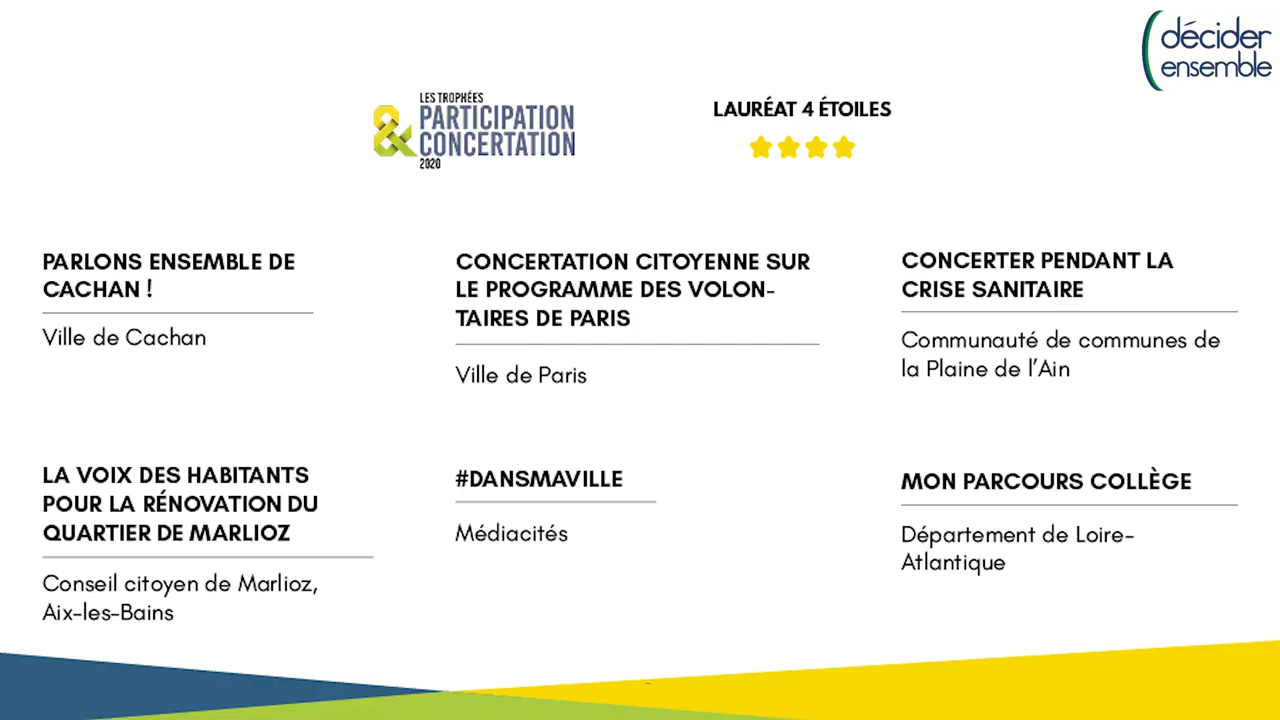 décider
ensemble
LES TROPHÉES
PARTICIPATION
& CONCERTATION
2020
LAURÉAT 4 ÉTOILES
PARLONS ENSEMBLE DE
CACHAN !
Ville de Cachan
CONCERTATION CITOYENNE SUR
LE PROGRAMME DES VOLON-
TAIRES DE PARIS
Ville de Paris
CONCERTER PENDANT LA
CRISE SANITAIRE
Communauté de communes de
la Plaine de l'Ain
LA VOIX DES HABITANTS
POUR LA RÉNOVATION DU
QUARTIER DE MARLIOZ
Conseil citoyen de Marlioz,
Aix-les-Bains
#DANSMAVILLE
Médiacités
MON PARCOURS COLLÈGE
Département de Loire-
Atlantique